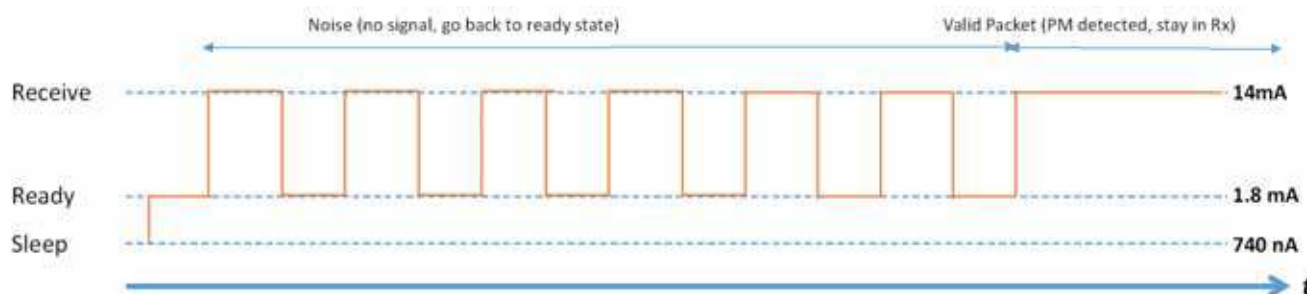 Noise (no signal, go back to ready state)
Valid Packet (PM detected, stay in Rx)
Receive
14mA
Ready
1.8 mA
Sleep
740 nA
t